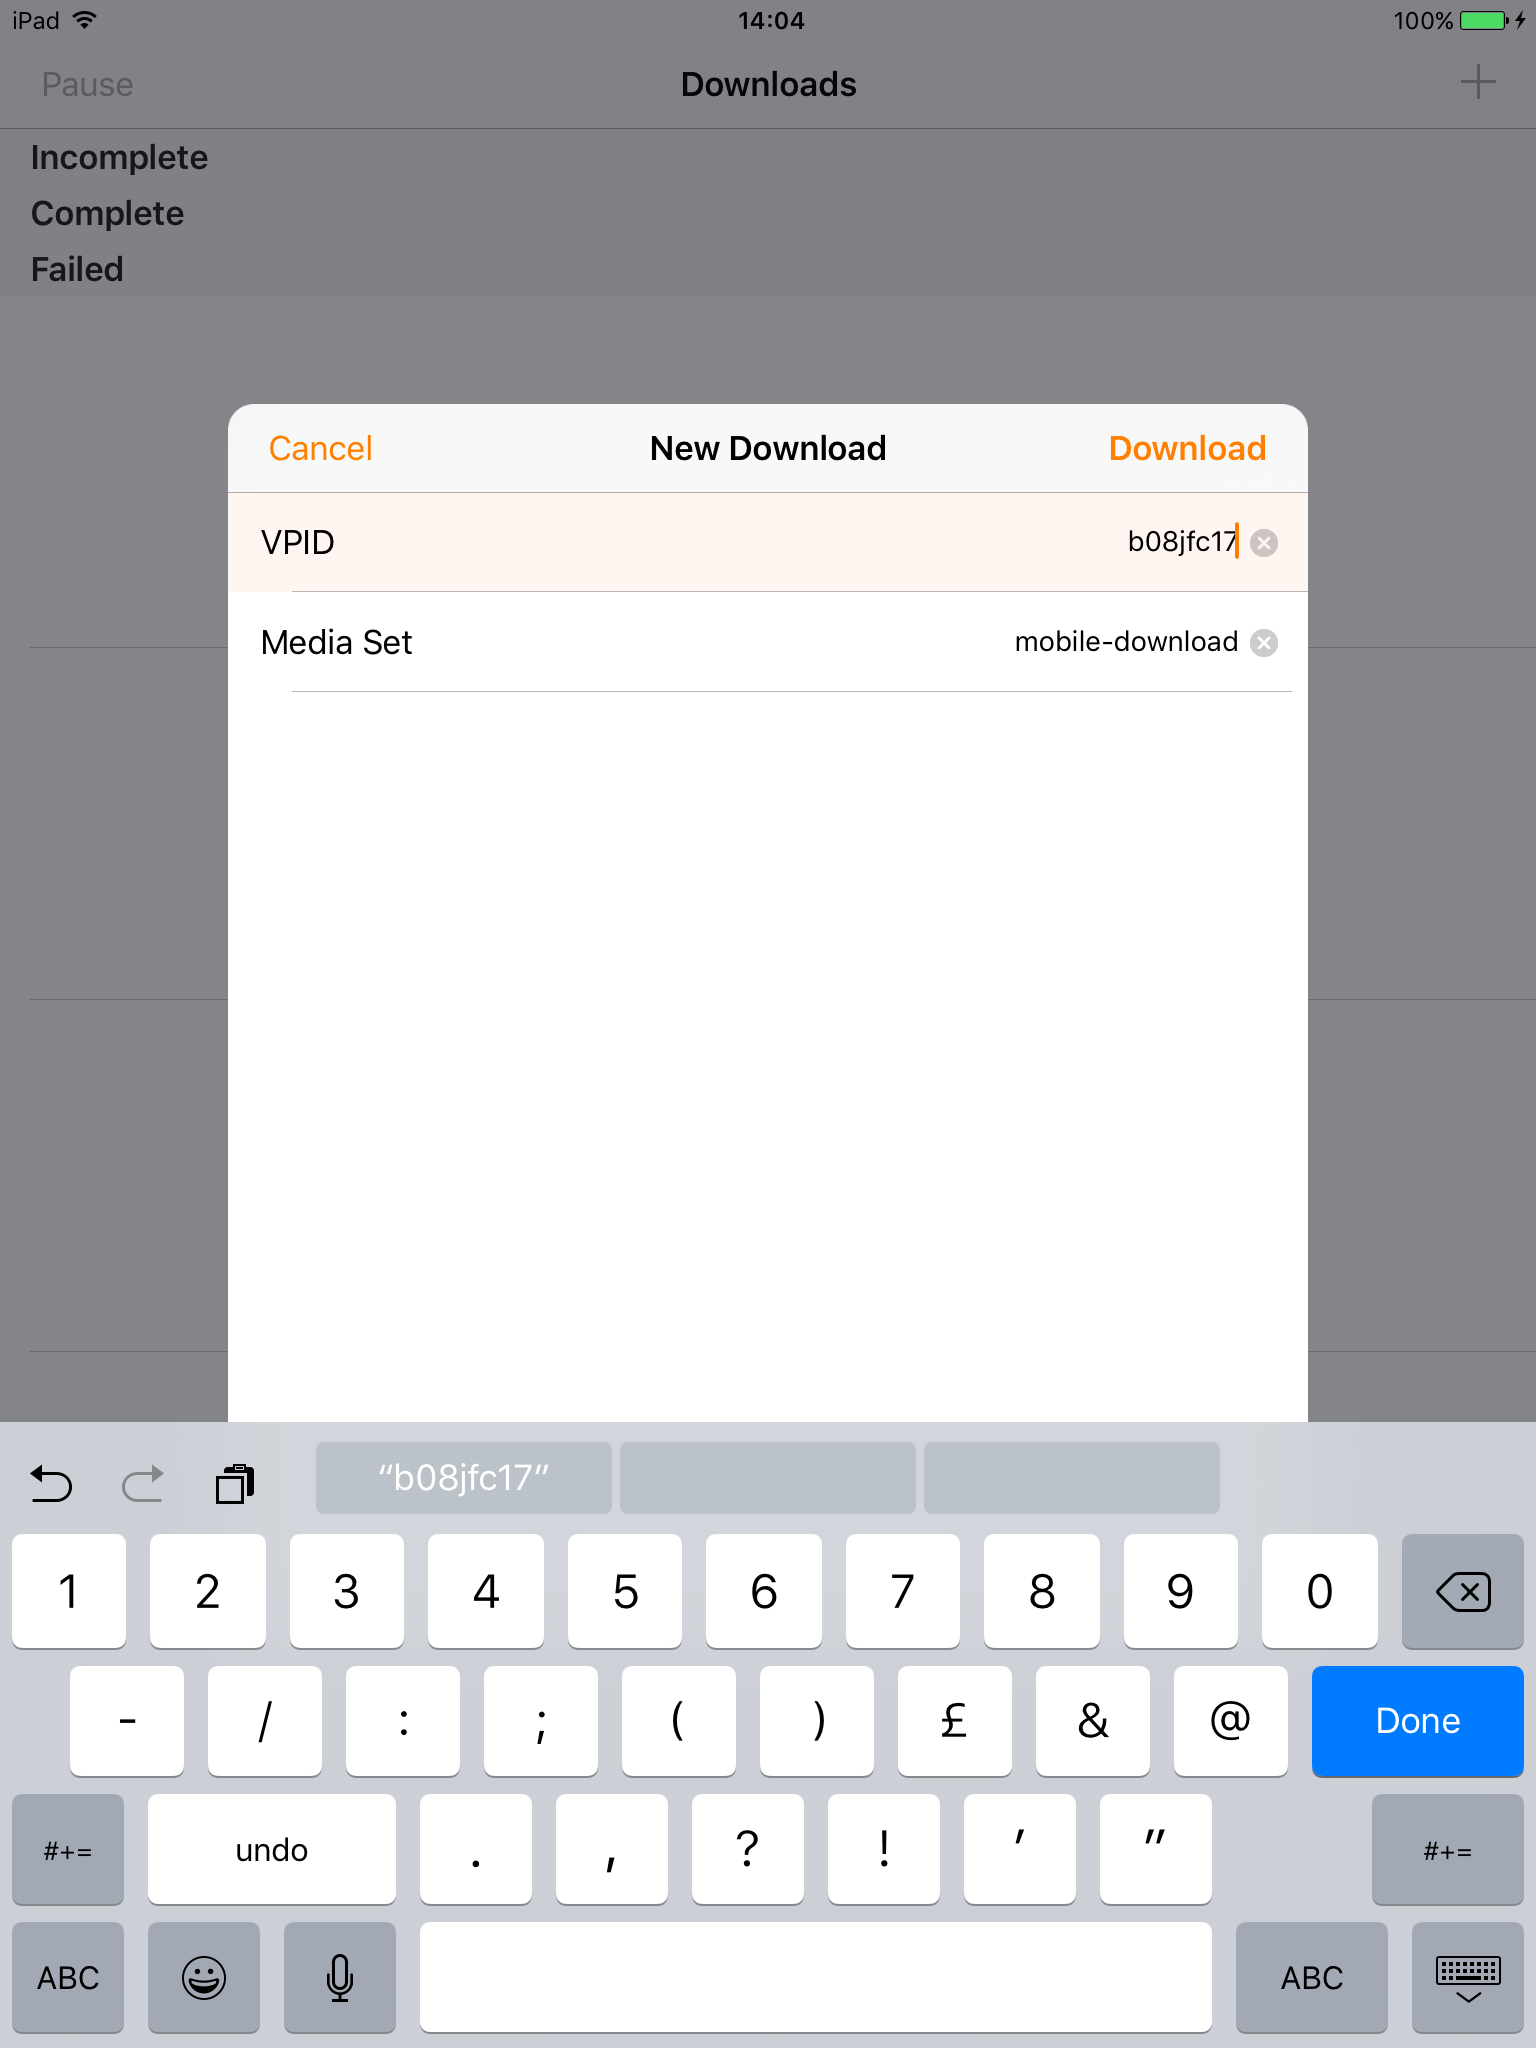 iPad 14:04 100%
Pause Downloads
Incomplete
Complete
Failed
Cancel New Download Download
VPID b08jfc17
Media Set mobile-download
“b08jfc17”
1 2 3 4 5 6 7 8 9 0
- / : ; ( ) £ & @ Done
#+= undo . , ? ! ′ ″ #+=
ABC ABC